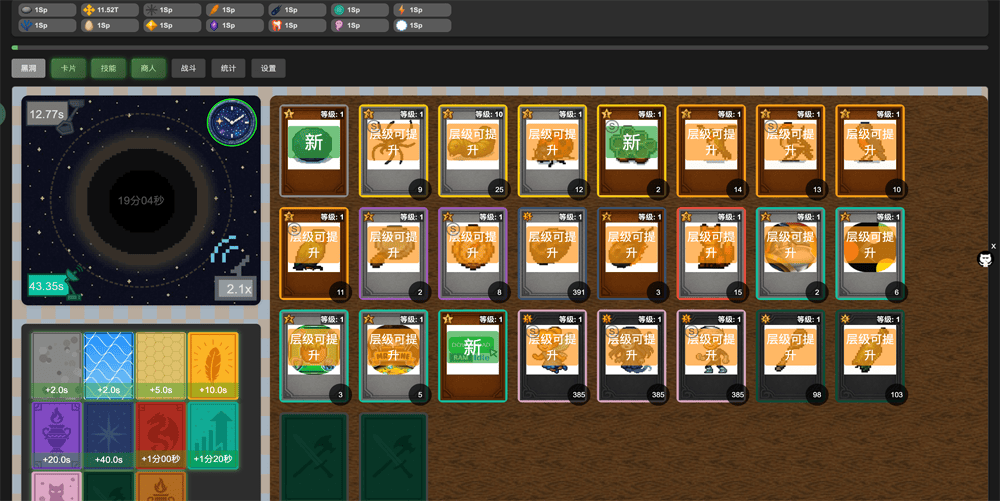 1Sp
11.52T
1Sp
1Sp
1Sp
1Sp
1Sp
1Sp
1Sp
1Sp
1Sp
1Sp
1Sp
1Sp
黑洞
卡片
技能
商人
战斗
统计
设置
12.77s
19分04秒
43.35s
2.1x
+2.0s
+2.0s
+5.0s
+10.0s
+20.0s
+40.0s
+1分00秒
+1分20秒
新
等级: 1
等级: 1
层级可提
升
9
等级: 10
层级可提
升
25
等级: 1
层级可提
升
12
等级: 1
新
2
等级: 1
层级可提
升
14
等级: 1
层级可提
升
13
等级: 1
层级可提
升
10
等级: 1
层级可提
升
11
等级: 1
层级可提
升
2
等级: 1
层级可提
升
8
等级: 1
层级可提
升
391
等级: 1
层级可提
升
3
等级: 1
层级可提
升
15
等级: 1
层级可提
升
2
等级: 1
层级可提
升
6
等级: 1
层级可提
升
3
等级: 1
层级可提
升
5
等级: 1
新
RAM Idle
等级: 1
层级可提
升
385
等级: 1
层级可提
升
385
等级: 1
层级可提
升
385
等级: 1
层级可提
升
98
等级: 1
层级可提
升
103
x